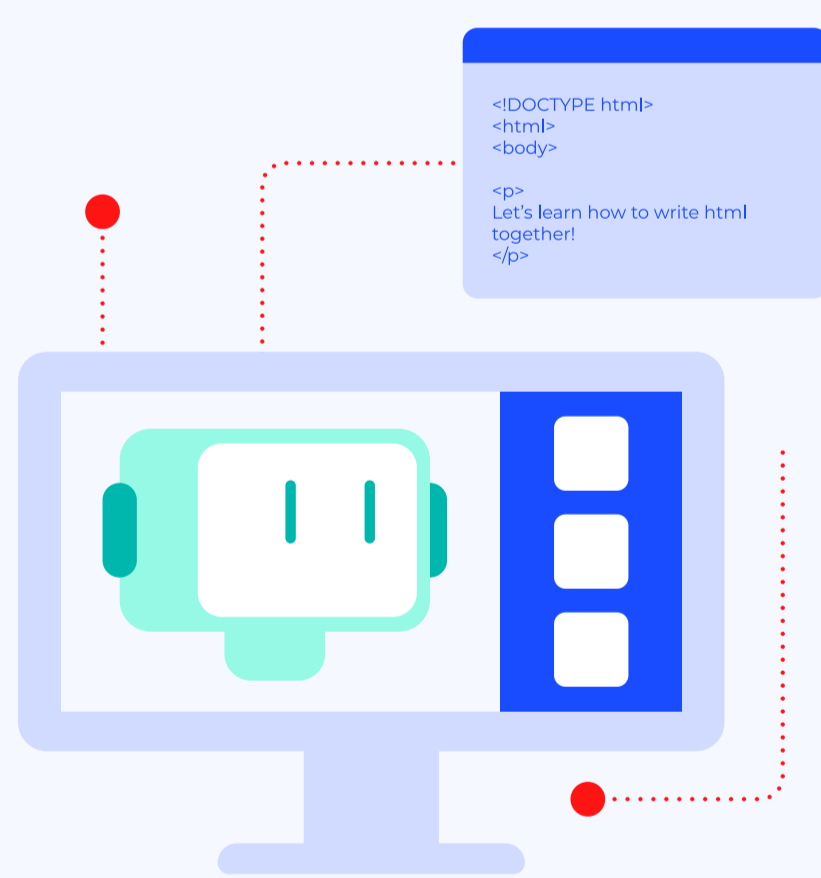 <!DOCTYPE html>
<html>
<body>
<p>
Let’s learn how to write html
together!
</p>